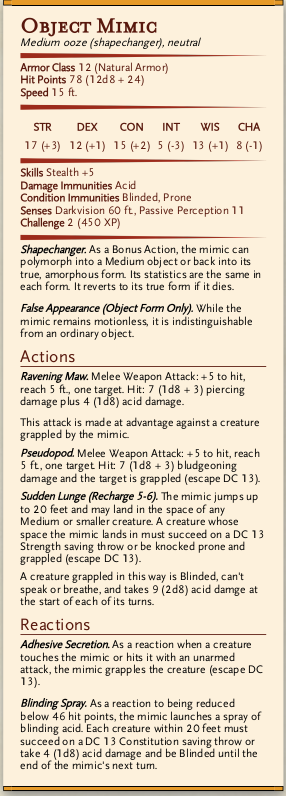 Object Mimic
Medium ooze (shapechanger), neutral
Armor Class 12 (Natural Armor)
Hit Points 78 (12d8 + 24)
Speed 15 ft.
STR DEX CON INT WIS CHA
17 (+3) 12 (+1) 15 (+2) 5 (-3) 13 (+1) 8 (-1)
Skills Stealth +5
Damage Immunities Acid
Condition Immunities Blinded, Prone
Senses Darkvision 60 ft., Passive Perception 11
Challenge 2 (450 XP)
Shapechanger. As a Bonus Action, the mimic can
polymorph into a Medium object or back into its
true, amorphous form. Its statistics are the same in
each form. It reverts to its true form if it dies.
False Appearance (Object Form Only). While the
mimic remains motionless, it is indistinguishable
from an ordinary object.
Actions
Ravening Maw. Melee Weapon Attack: +5 to hit,
reach 5 ft., one target. Hit: 7 (1d8 + 3) piercing
damage plus 4 (1d8) acid damage.
This attack is made at advantage against a creature
grappled by the mimic.
Pseudopod. Melee Weapon Attack: +5 to hit, reach
5 ft., one target. Hit: 7 (1d8 + 3) bludgeoning
damage and the target is grappled (escape DC 13).
Sudden Lunge (Recharge 5-6). The mimic jumps up
to 20 feet and may land in the space of any
Medium or smaller creature. A creature whose
space the mimic lands in must succeed on a DC 13
Strength saving throw or be knocked prone and
grappled (escape DC 13).
A creature grappled in this way is Blinded, can't
speak or breathe, and takes 9 (2d8) acid damge at
the start of each of its turns.
Reactions
Adhesive Secretion. As a reaction when a creature
touches the mimic or hits it with an unarmed
attack, the mimic grapples the creature (escape DC
13).
Blinding Spray. As a reaction to being reduced
below 46 hit points, the mimic launches a spray of
blinding acid. Each creature within 20 feet must
succeed on a DC 13 Constitution saving throw or
take 4 (1d8) acid damage and be Blinded until the
end of the mimic's next turn.